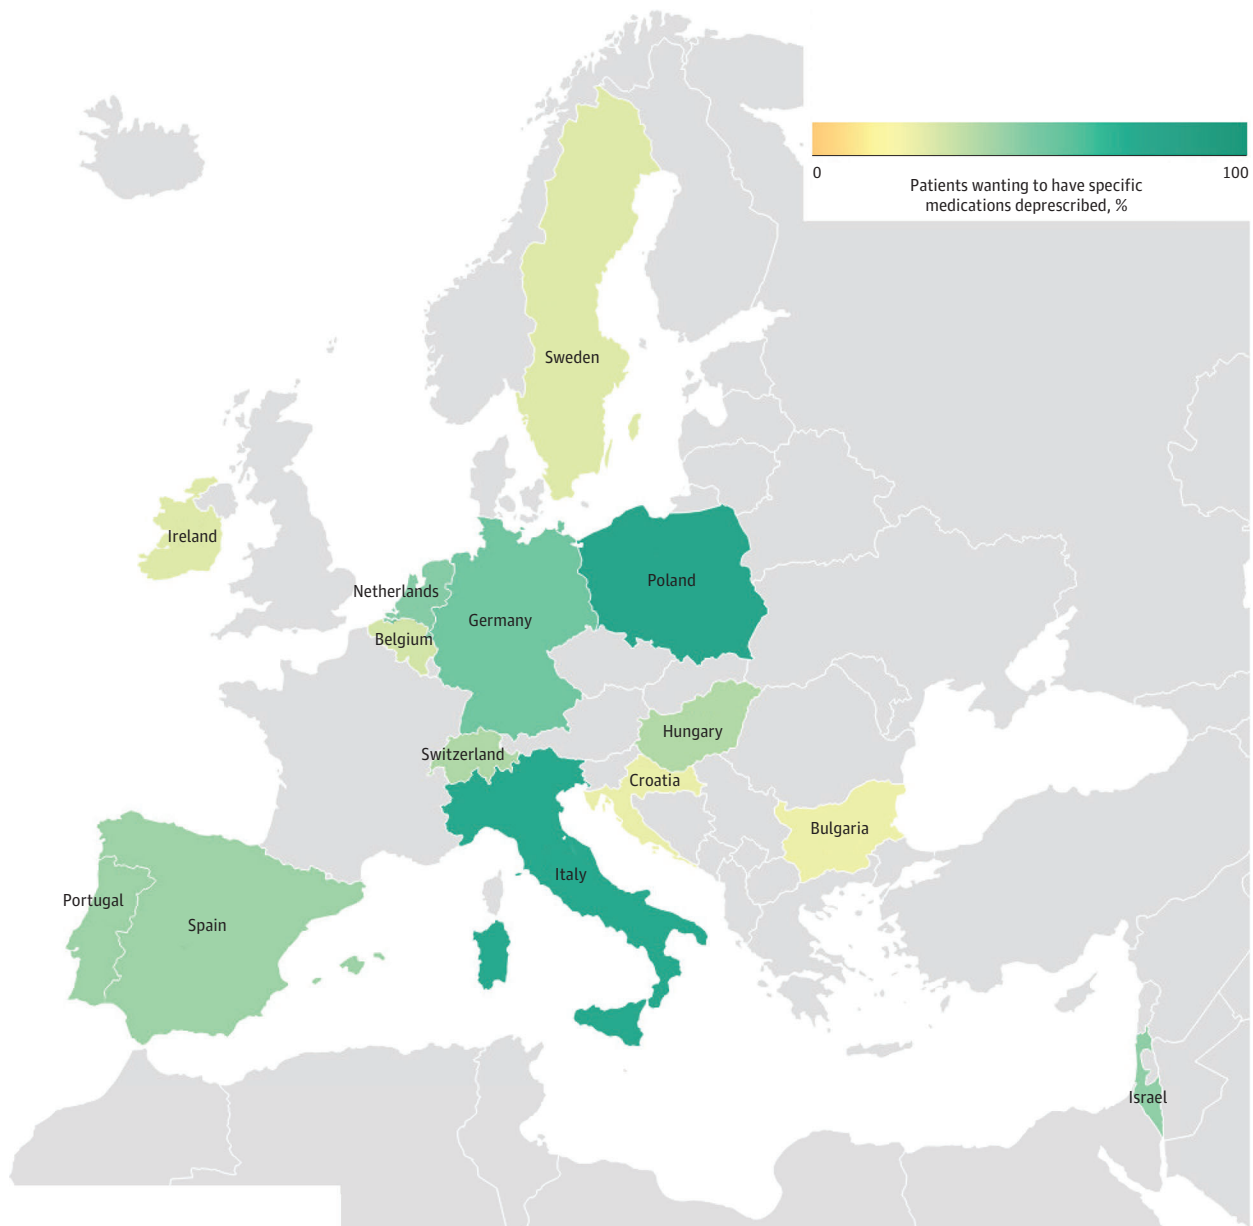 0
100
Patients wanting to have specific
medications deprescribed, %
Sweden
Ireland
Poland
Netherlands
Germany
Belgium
Hungary
Switzerland
Croatia
Bulgaria
Italy
Portugal
Spain
Israel